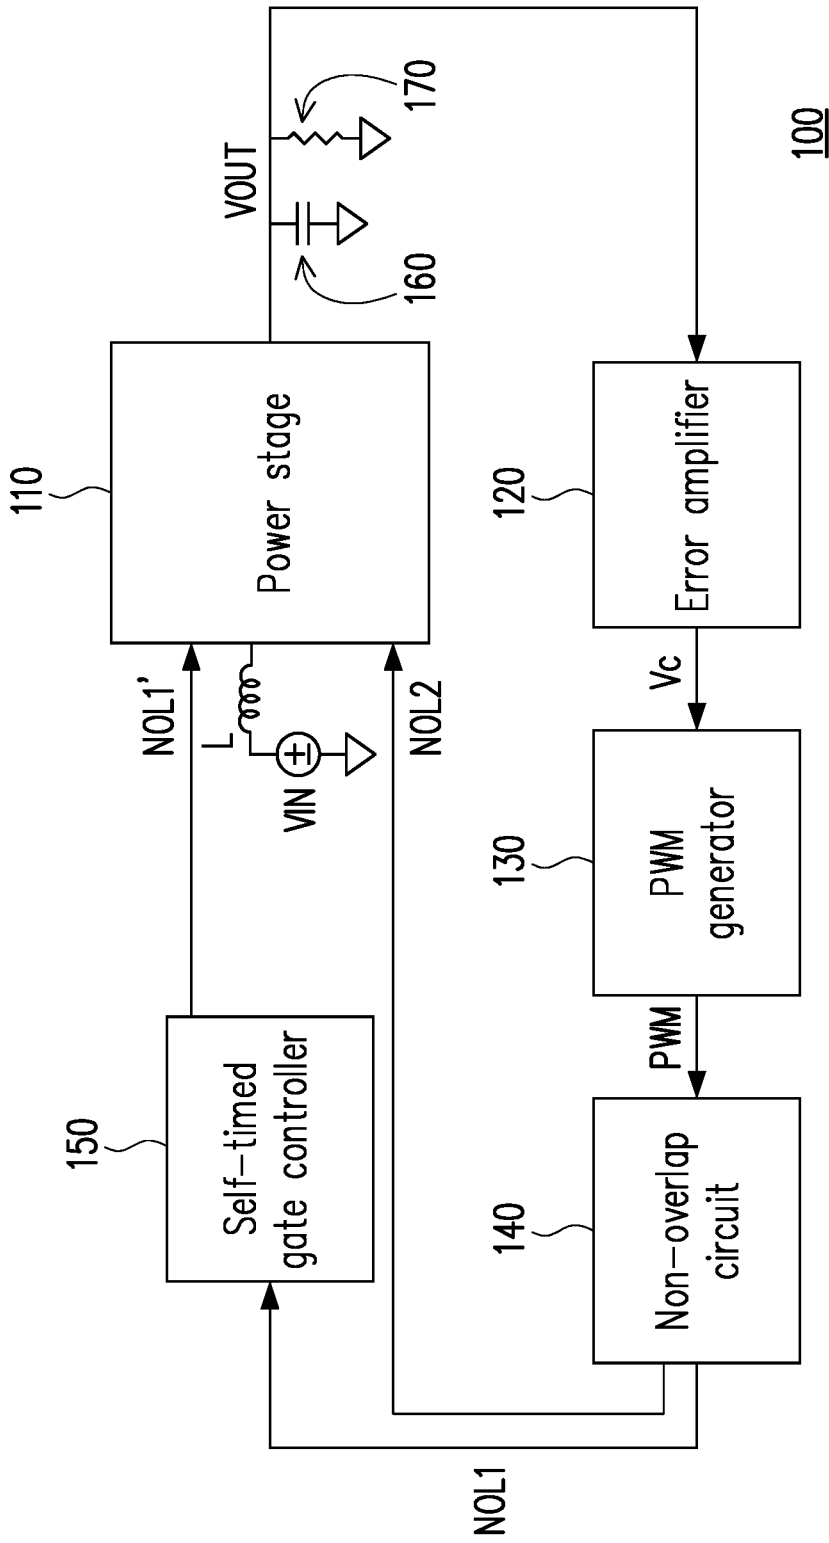 150
Self-timed
gate controller
NOL1'
L
VIN
NOL2
110
Power stage
VOUT
160
170
NOL1
140
Non-overlap
circuit
PWM
130
PWM
generator
Vc
120
Error amplifier
100